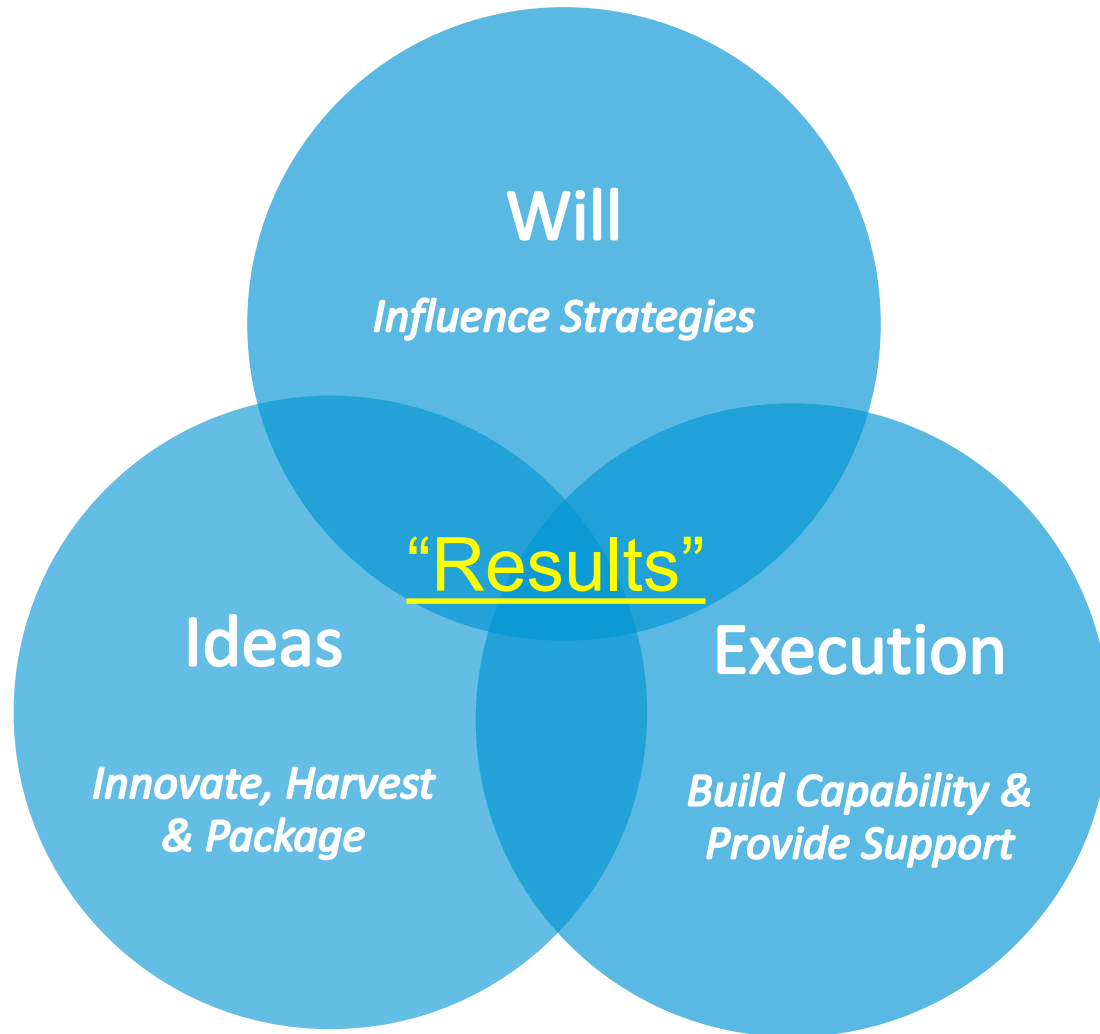 Will
Influence Strategies
“Results”
Ideas
Innovate, Harvest
& Package
Execution
Build Capability &
Provide Support